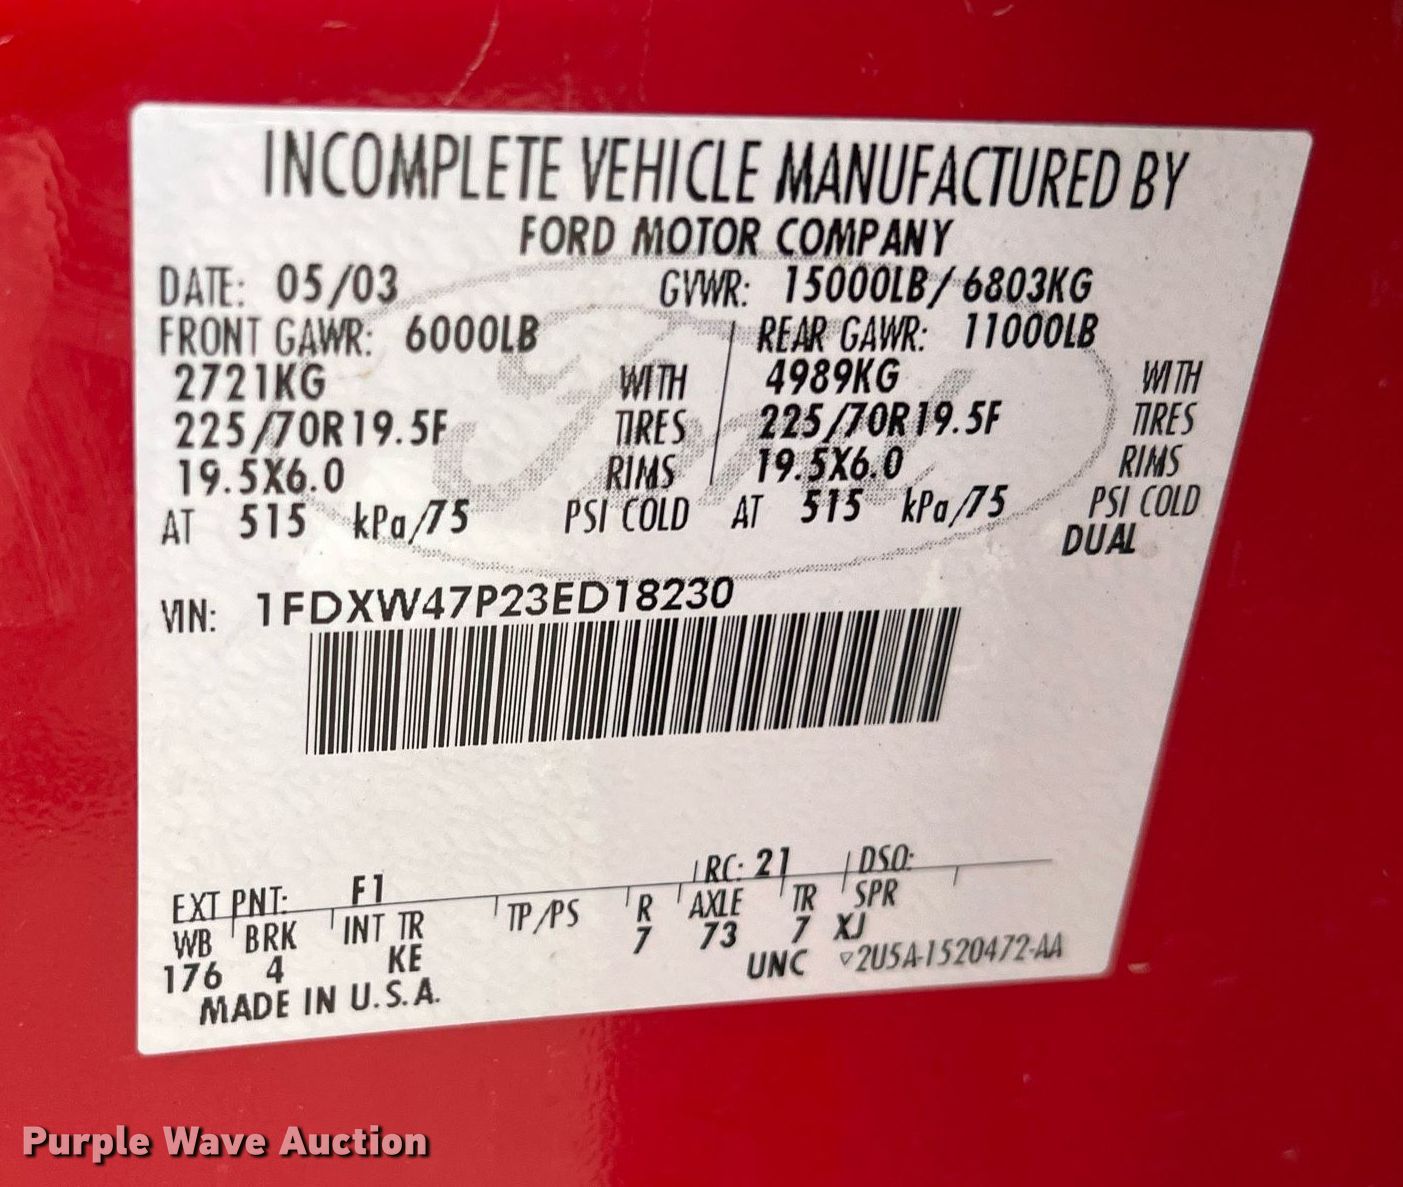 INCOMPLETE VEHICLE MANUFACTURED BY
FORD MOTOR COMPANY
DATE: 05/03 GVWR: 15000LB/6803KG
FRONT GAWR: 6000LB REAR GAWR: 11000LB
2721KG WITH 4989KG WITH
225/70R19.5F TIRES 225/70R19.5F TIRES
19.5X6.0 RIMS 19.5X6.0 RIMS
AT 515 kPa/75 PSI COLD AT 515 kPa/75 PSI COLD
DUAL
VIN: 1FDXW47P23ED18230
EXT PNT: F1 RC: 21 DSO:
WB BRK INT TR TP/PS R AXLE TR SPR
176 4 KE 7 73 7 XJ
MADE IN U.S.A. UNC ▽2U5A-1520472-AA
Ford
Purple Wave Auction